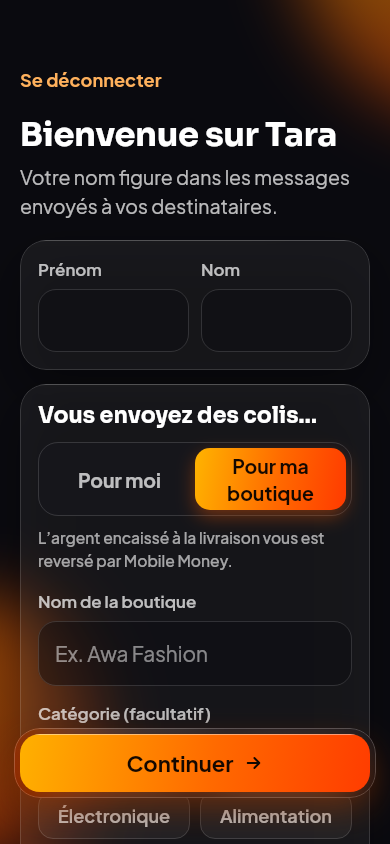 Se déconnecter
Bienvenue sur Tara
Votre nom figure dans les messages
envoyés à vos destinataires.
Prénom Nom
Vous envoyez des colis…
Pour moi
Pour ma
boutique
L’argent encaissé à la livraison vous est
reversé par Mobile Money.
Nom de la boutique
Ex. Awa Fashion
Catégorie (facultatif)
Continuer →
Électronique Alimentation